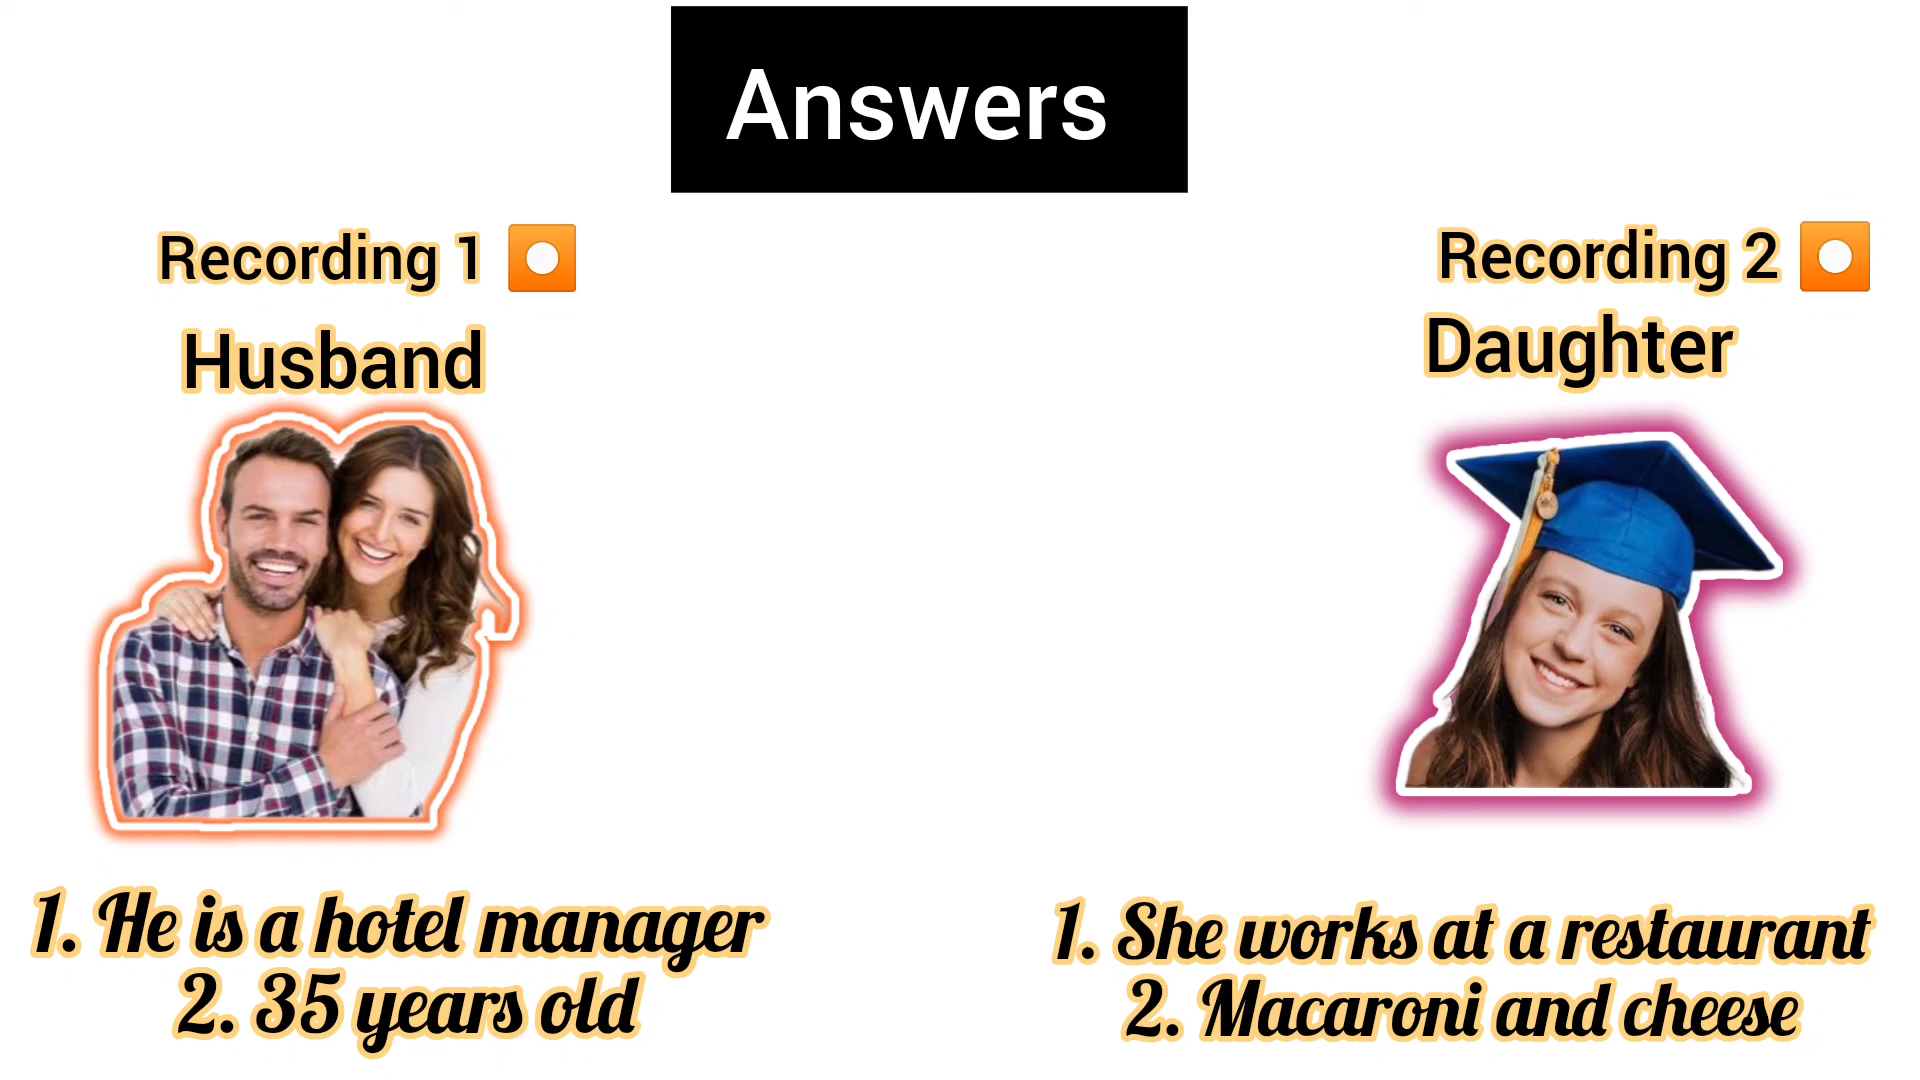 Answers
Recording 1
Husband
1. He is a hotel manager
2. 35 years old
Recording 2
Daughter
1. She works at a restaurant
2. Macaroni and cheese